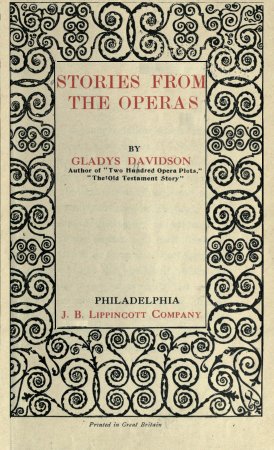 STORIES FROM
THE OPERAS
BY
GLADYS DAVIDSON
Author of "Two Hundred Opera Plots,"
"The Old Testament Story"
PHILADELPHIA
J. B. LIPPINCOTT COMPANY
Printed in Great Britain